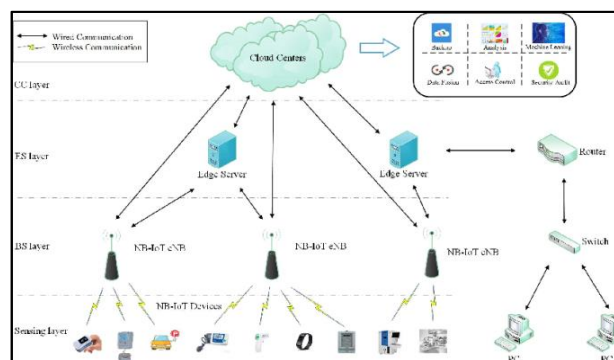 Wired Communication
Wireless Communication
Cloud Centers
Backup
Analysis
Machine Leaning
Data Fusion
Access Control
Security Audit
CC layer
ES layer
Edge Server
Edge Server
Router
BS layer
NB-IoT eNB
NB-IoT eNB
NB-IoT eNB
Switch
NB-IoT Devices
Sensing layer
PC